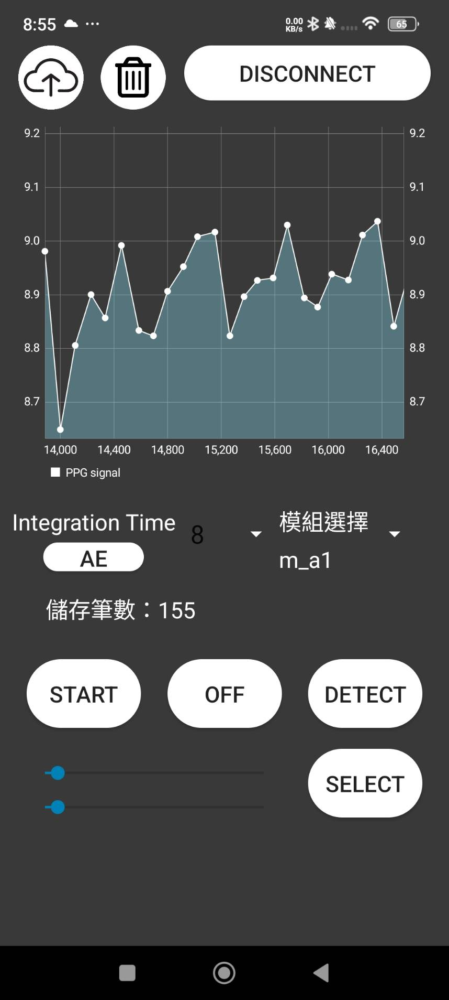 8:55
0.00
KB/s
65
DISCONNECT
9.2 9.2
9.1 9.1
9.0 9.0
8.9 8.9
8.8 8.8
8.7 8.7
14,000 14,400 14,800 15,200 15,600 16,000 16,400
PPG signal
Integration Time
8
模組選擇
AE
m_a1
儲存筆數：155
START OFF DETECT
SELECT